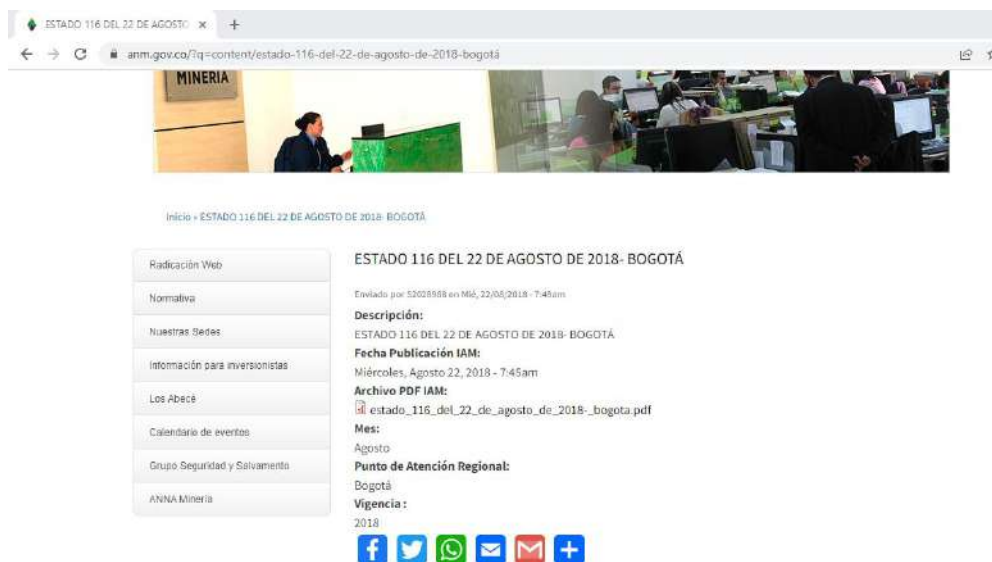 ESTADO 116 DEL 22 DE AGOSTO
anm.gov.co/?q=content/estado-116-del-22-de-agosto-de-2018-bogotá
MINERIA
Inicio » ESTADO 116 DEL 22 DE AGOSTO DE 2018- BOGOTÁ
Radicación Web
Normativa
Nuestras Sedes
Información para inversionistas
Los Abecé
Calendario de eventos
Grupo Seguridad y Salvamento
ANNA Minería
ESTADO 116 DEL 22 DE AGOSTO DE 2018- BOGOTÁ
Enviado por 52028988 en Mié, 22/08/2018 - 7:45am
Descripción:
ESTADO 116 DEL 22 DE AGOSTO DE 2018- BOGOTÁ
Fecha Publicación IAM:
Miércoles, Agosto 22, 2018 - 7:45am
Archivo PDF IAM:
estado_116_del_22_de_agosto_de_2018-_bogota.pdf
Mes:
Agosto
Punto de Atención Regional:
Bogotá
Vigencia :
2018